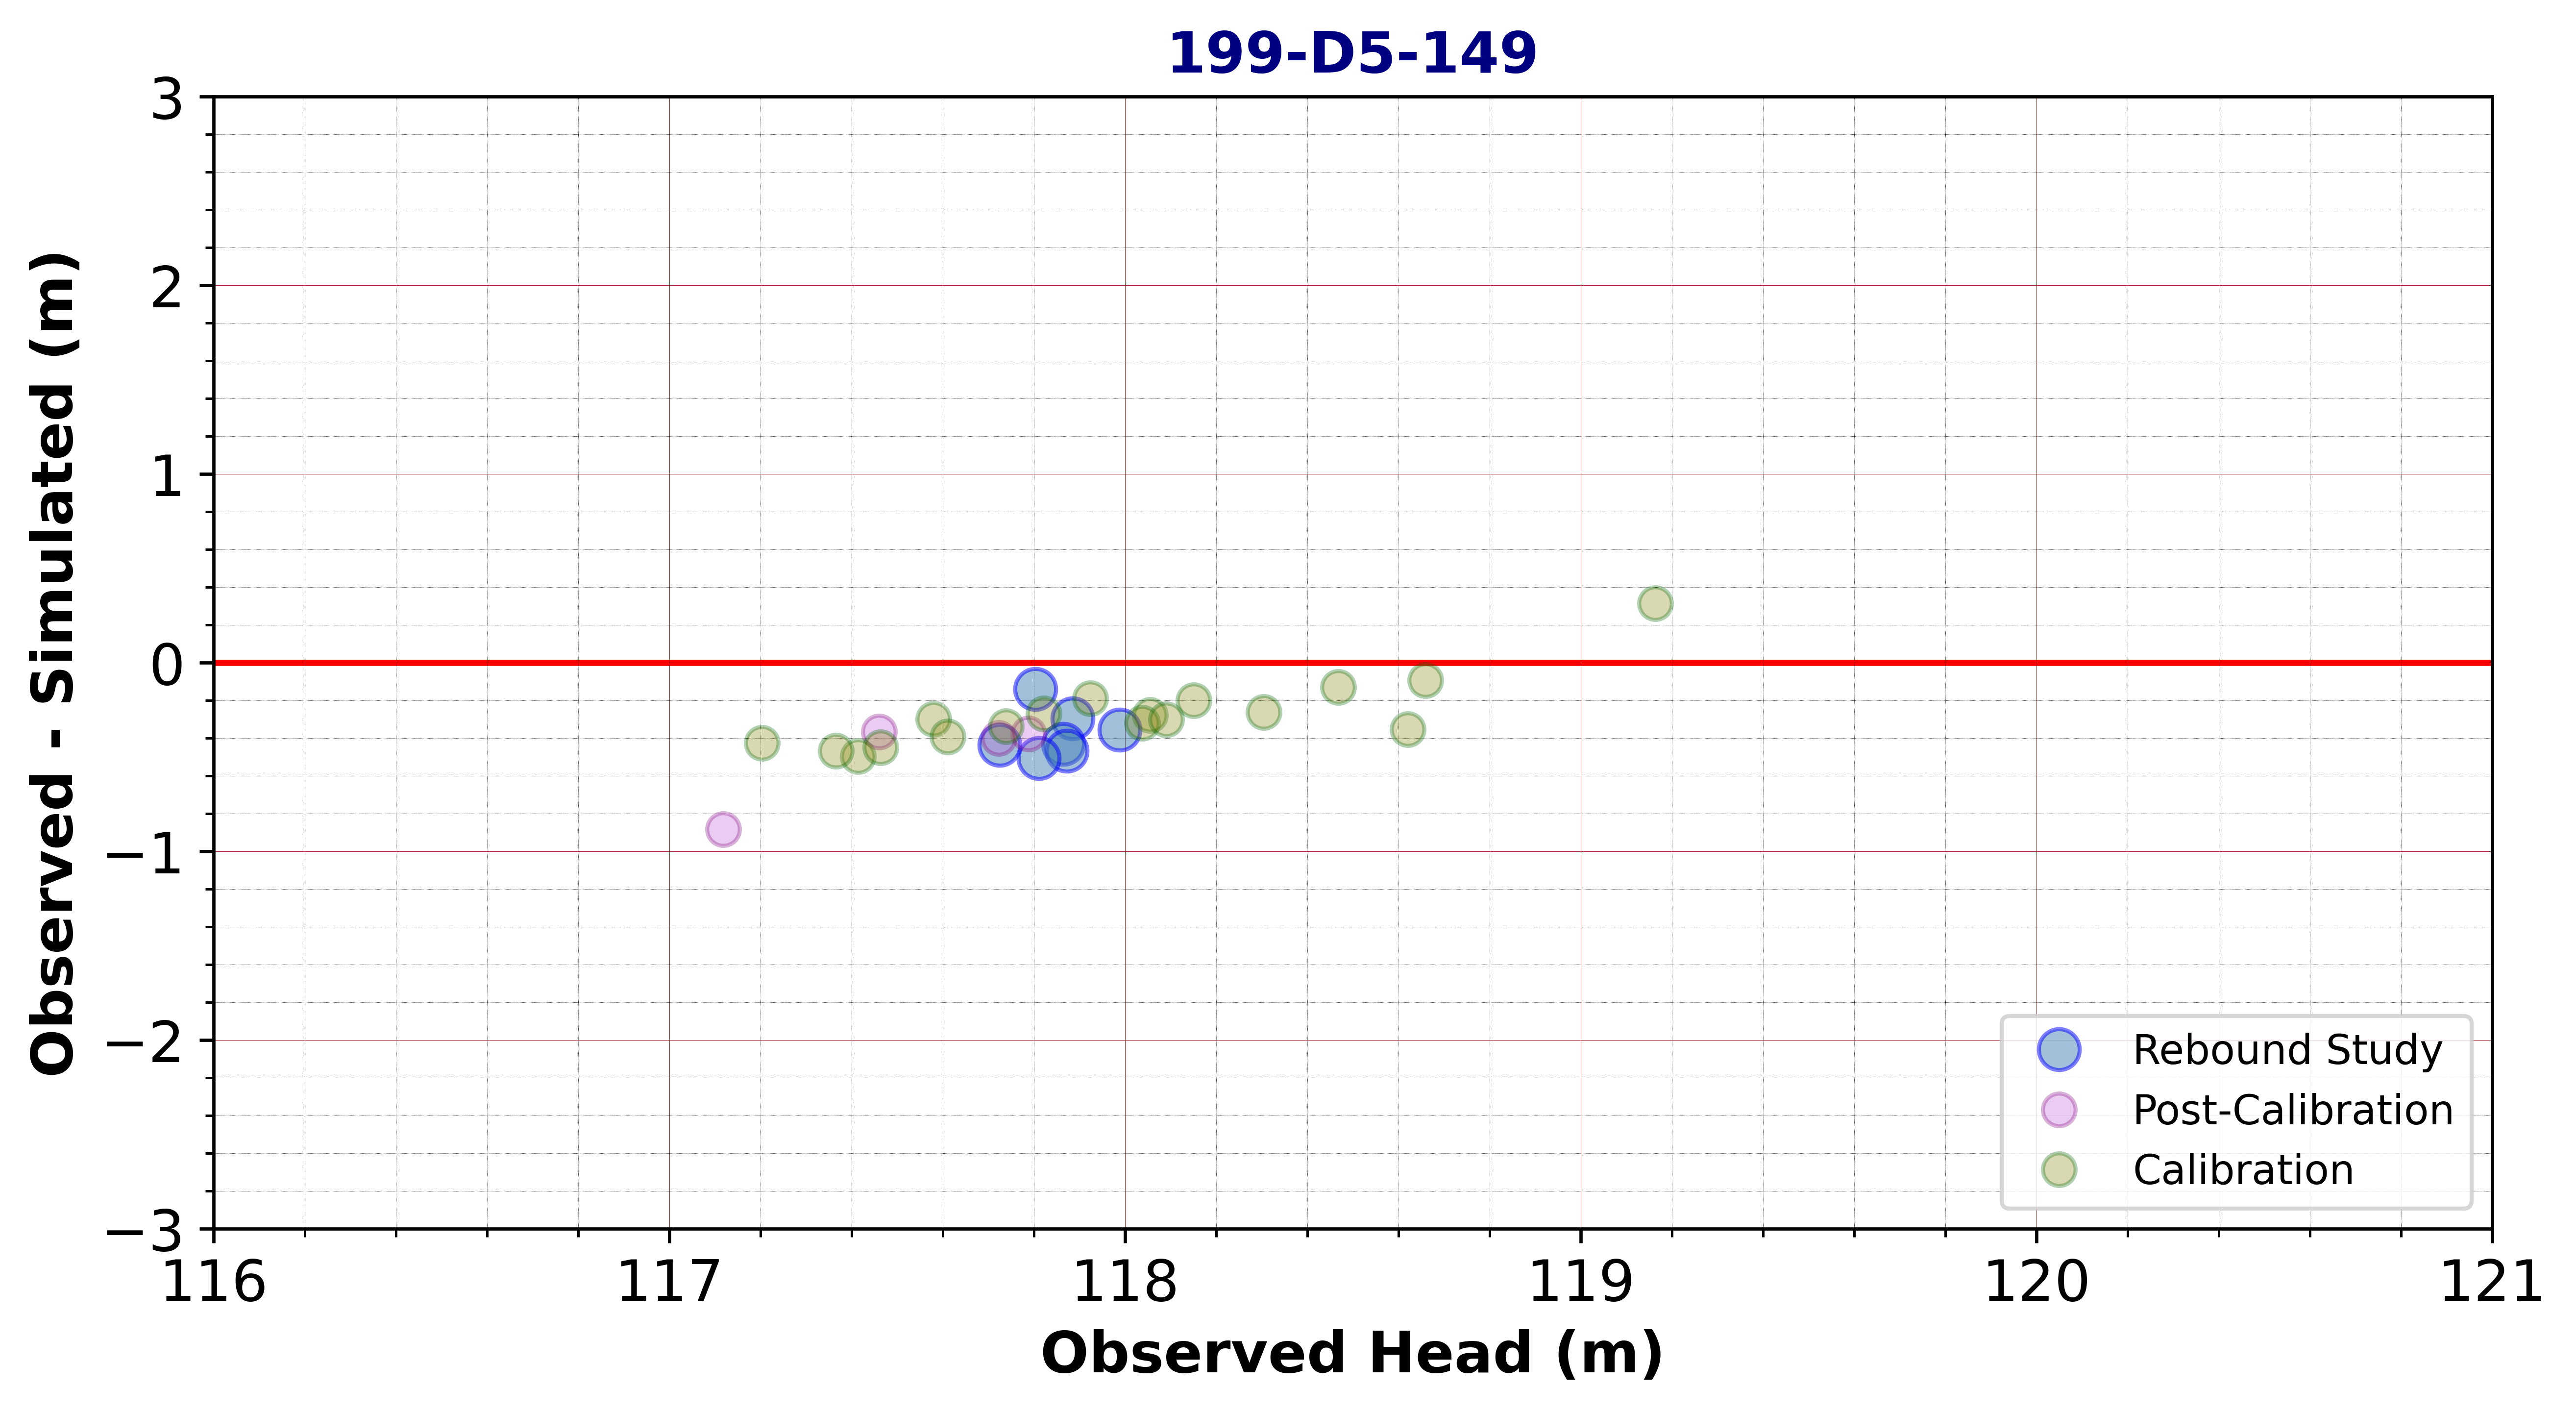 199-D5-149
3
2
1
0
−1
−2
−3
Observed - Simulated (m)
116 117 118 119 120 121
Observed Head (m)
Rebound Study
Post-Calibration
Calibration